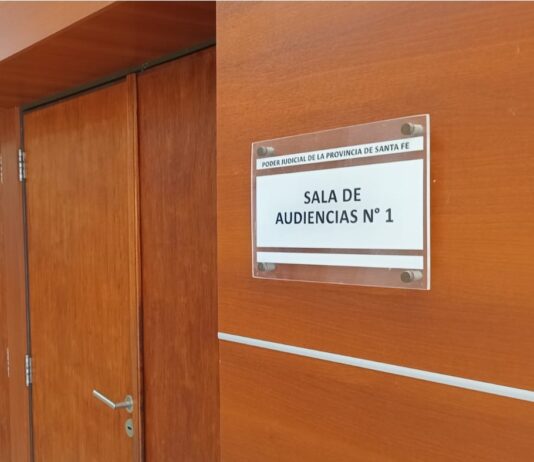 PODER JUDICIAL DE LA PROVINCIA DE SANTA FE
SALA DE
AUDIENCIAS N° 1